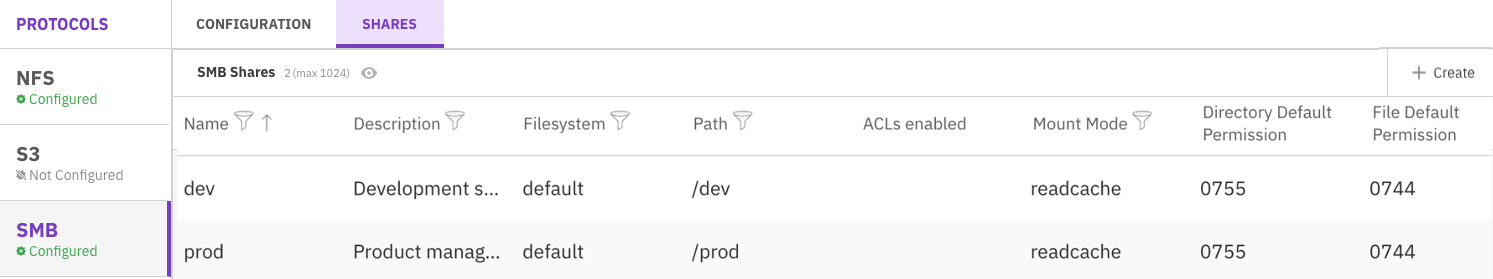 PROTOCOLS
CONFIGURATION SHARES
NFS
Configured
S3
Not Configured
SMB
Configured
SMB Shares 2 (max 1024) + Create
Name ↑ Description Filesystem Path ACLs enabled Mount Mode Directory Default Permission File Default Permission
dev Development s... default /dev readcache 0755 0744
prod Product manag... default /prod readcache 0755 0744